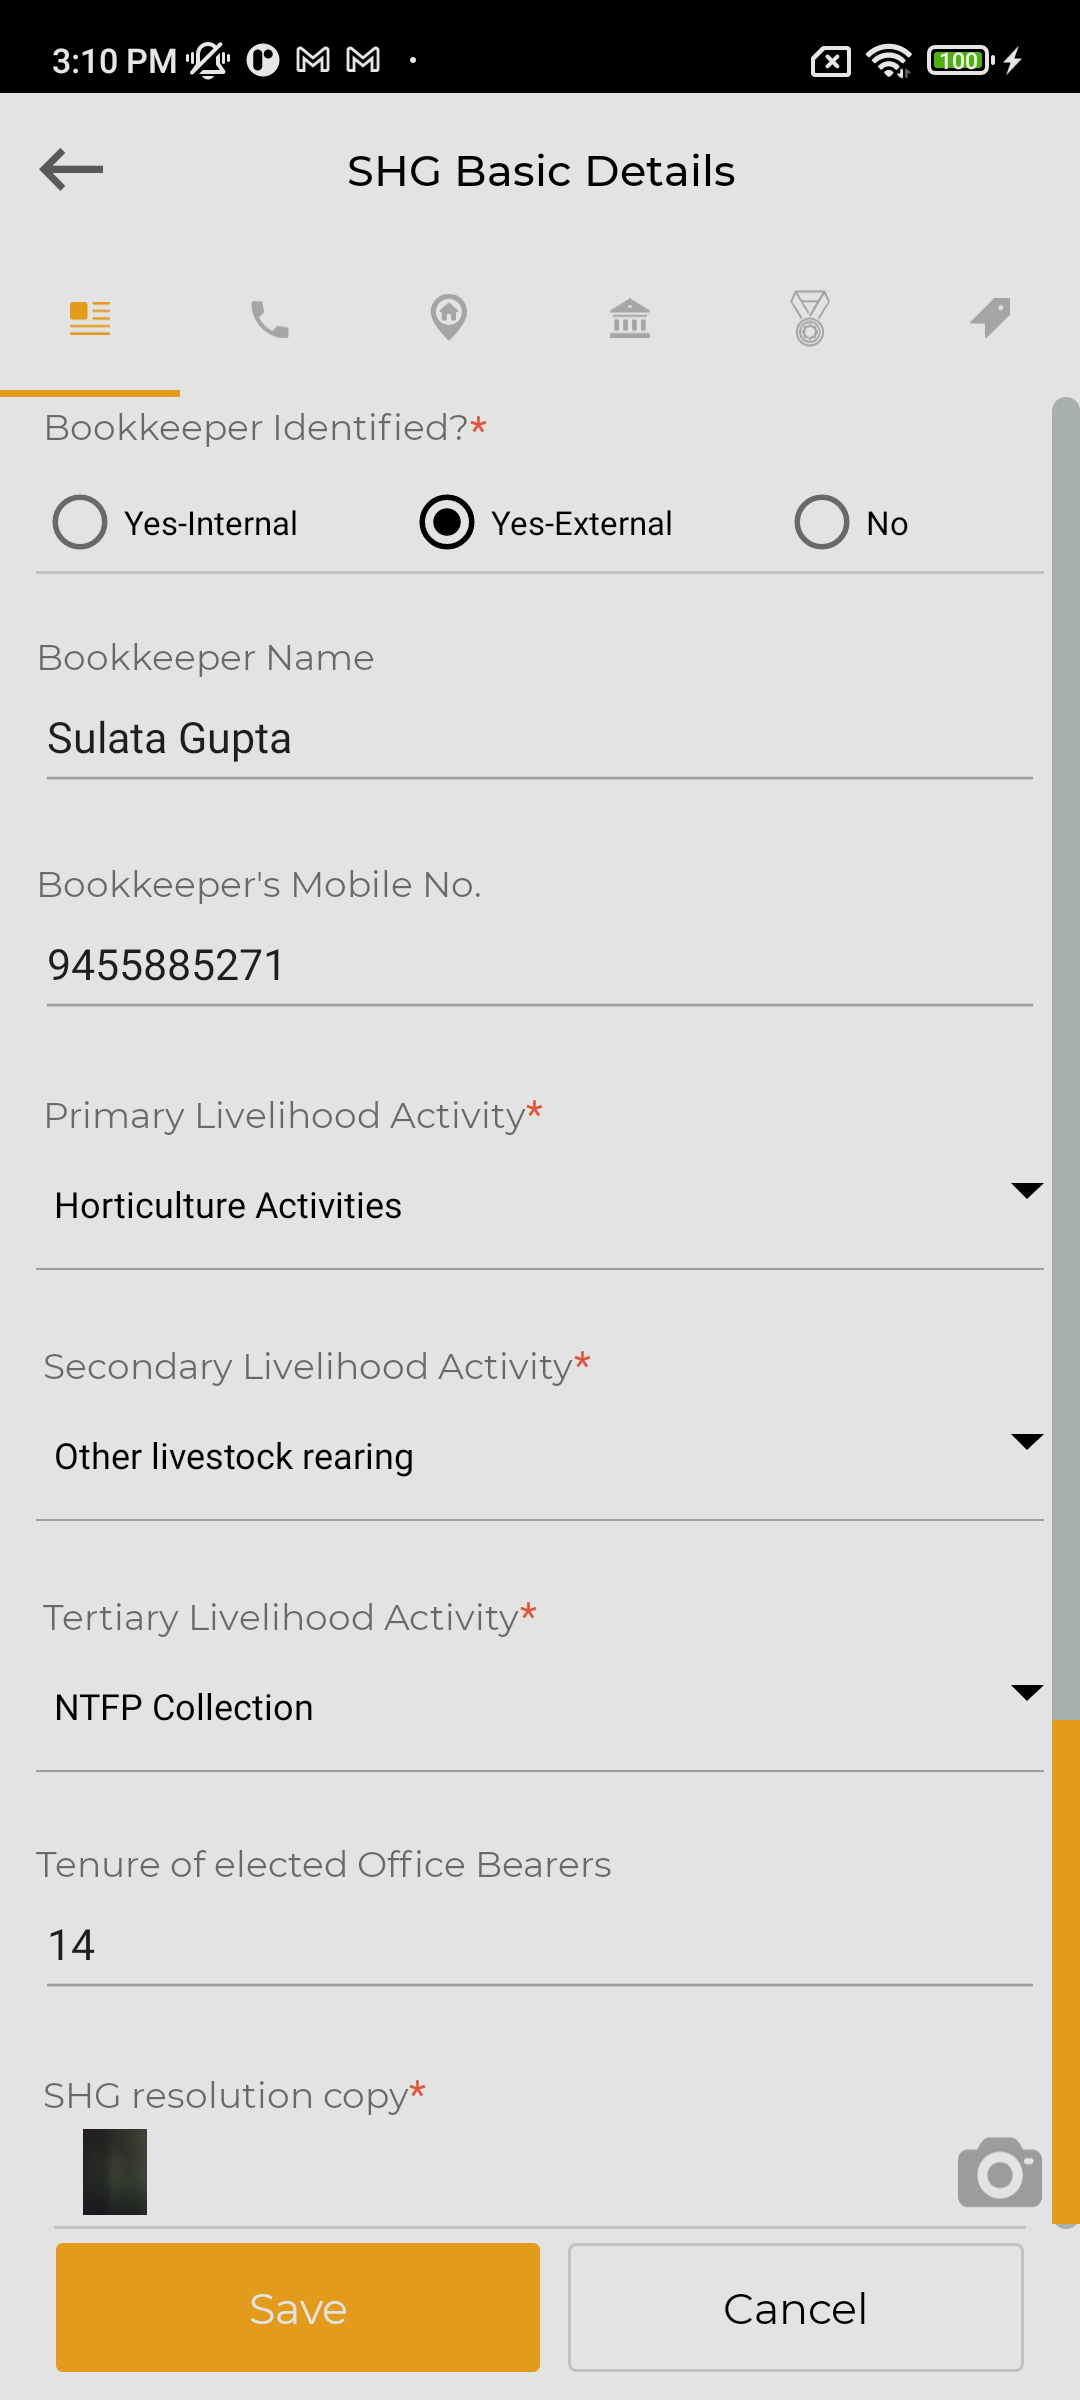 3:10 PM
100
SHG Basic Details
Bookkeeper Identified?*
Yes-Internal
Yes-External
No
Bookkeeper Name
Sulata Gupta
Bookkeeper's Mobile No.
9455885271
Primary Livelihood Activity*
Horticulture Activities
Secondary Livelihood Activity*
Other livestock rearing
Tertiary Livelihood Activity*
NTFP Collection
Tenure of elected Office Bearers
14
SHG resolution copy*
Save
Cancel